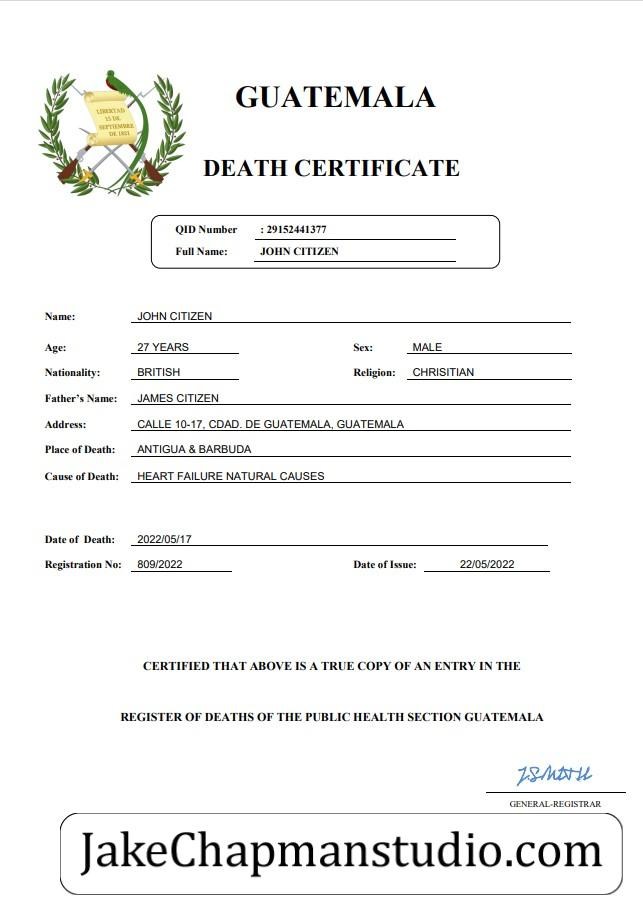 LIBERTAD
15 DE
SEPTIEMBRE
DE 1821
GUATEMALA
DEATH CERTIFICATE
QID Number : 29152441377
Full Name: JOHN CITIZEN
Name: JOHN CITIZEN
Age: 27 YEARS Sex: MALE
Nationality: BRITISH Religion: CHRISITIAN
Father's Name: JAMES CITIZEN
Address: CALLE 10-17, CDAD. DE GUATEMALA, GUATEMALA
Place of Death: ANTIGUA & BARBUDA
Cause of Death: HEART FAILURE NATURAL CAUSES
Date of Death: 2022/05/17
Registration No: 809/2022 Date of Issue: 22/05/2022
CERTIFIED THAT ABOVE IS A TRUE COPY OF AN ENTRY IN THE
REGISTER OF DEATHS OF THE PUBLIC HEALTH SECTION GUATEMALA
GENERAL-REGISTRAR
JakeChapmanstudio.com